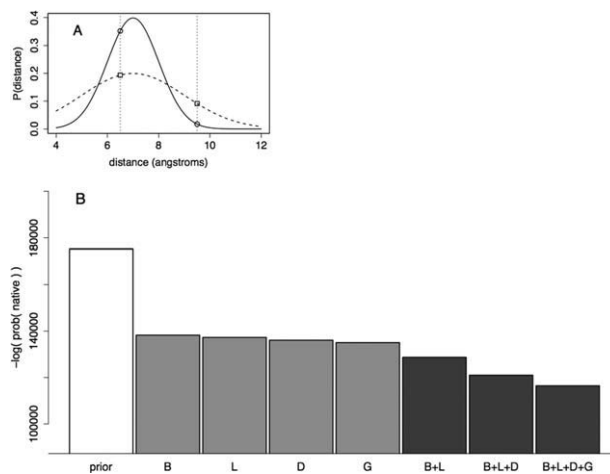 A
P(distance)
0.4
0.3
0.2
0.1
0.0
4
6
8
10
12
distance (angstroms)
B
−log( prob( native ) )
180000
140000
100000
prior
B
L
D
G
B+L
B+L+D
B+L+D+G